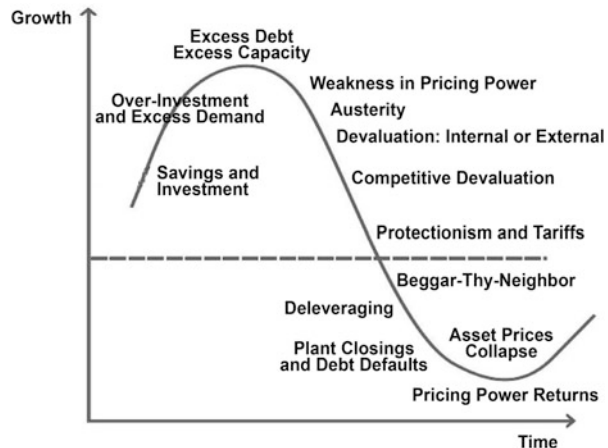 Growth
Excess Debt
Excess Capacity
Weakness in Pricing Power
Over-Investment
and Excess Demand
Austerity
Devaluation: Internal or External
Savings and
Investment
Competitive Devaluation
Protectionism and Tariffs
Beggar-Thy-Neighbor
Deleveraging
Asset Prices
Collapse
Plant Closings
and Debt Defaults
Pricing Power Returns
Time